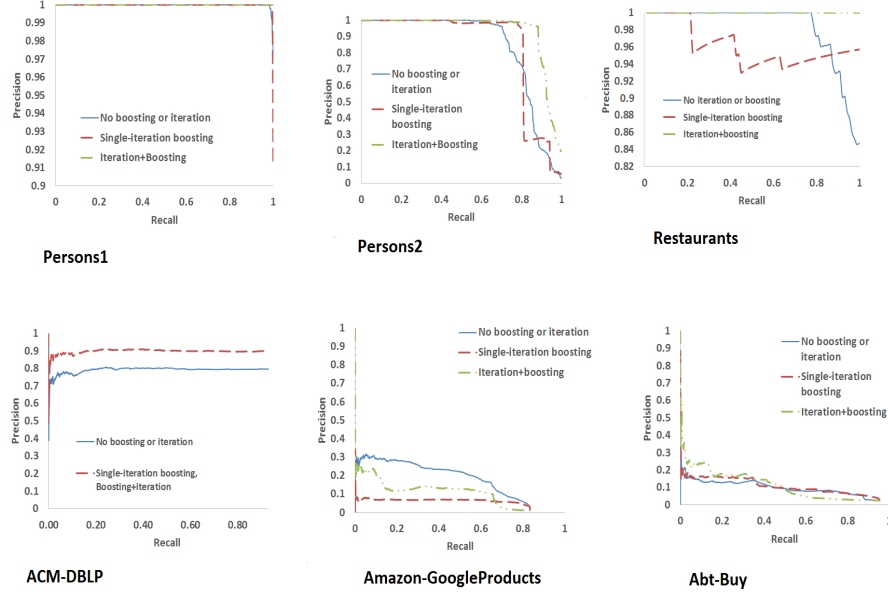 1
0.99
0.98
0.97
0.96
0.95
0.94
0.93
0.92
0.91
0.9
Precision
No boosting or iteration
Single-iteration boosting
Iteration+Boosting
0
0.2
0.4
0.6
0.8
1
Recall
Persons1
1
0.9
0.8
0.7
0.6
0.5
0.4
0.3
0.2
0.1
0
Precision
No boosting or
iteration
Single-iteration
boosting
Iteration+Boosting
0
0.2
0.4
0.6
0.8
1
Recall
Persons2
1
0.98
0.96
0.94
0.92
0.9
0.88
0.86
0.84
0.82
Precision
No iteration or boosting
Single-iteration
boosting
Iteration+boosting
0
0.2
0.4
0.6
0.8
1
Recall
Restaurants
1
0.9
0.8
0.7
0.6
0.5
0.4
0.3
0.2
0.1
0
Precision
No boosting or iteration
Single-iteration boosting,
Boosting+iteration
0.00
0.20
0.40
0.60
0.80
Recall
ACM-DBLP
1
0.9
0.8
0.7
0.6
0.5
0.4
0.3
0.2
0.1
0
Precision
No boosting or iteration
Single-iteration boosting
Iteration+boosting
0
0.2
0.4
0.6
0.8
1
Recall
Amazon-GoogleProducts
1
0.9
0.8
0.7
0.6
0.5
0.4
0.3
0.2
0.1
0
Precision
No boosting or
iteration
Single-iteration
boosting
Iteration+boosting
0
0.2
0.4
0.6
0.8
1
Recall
Abt-Buy